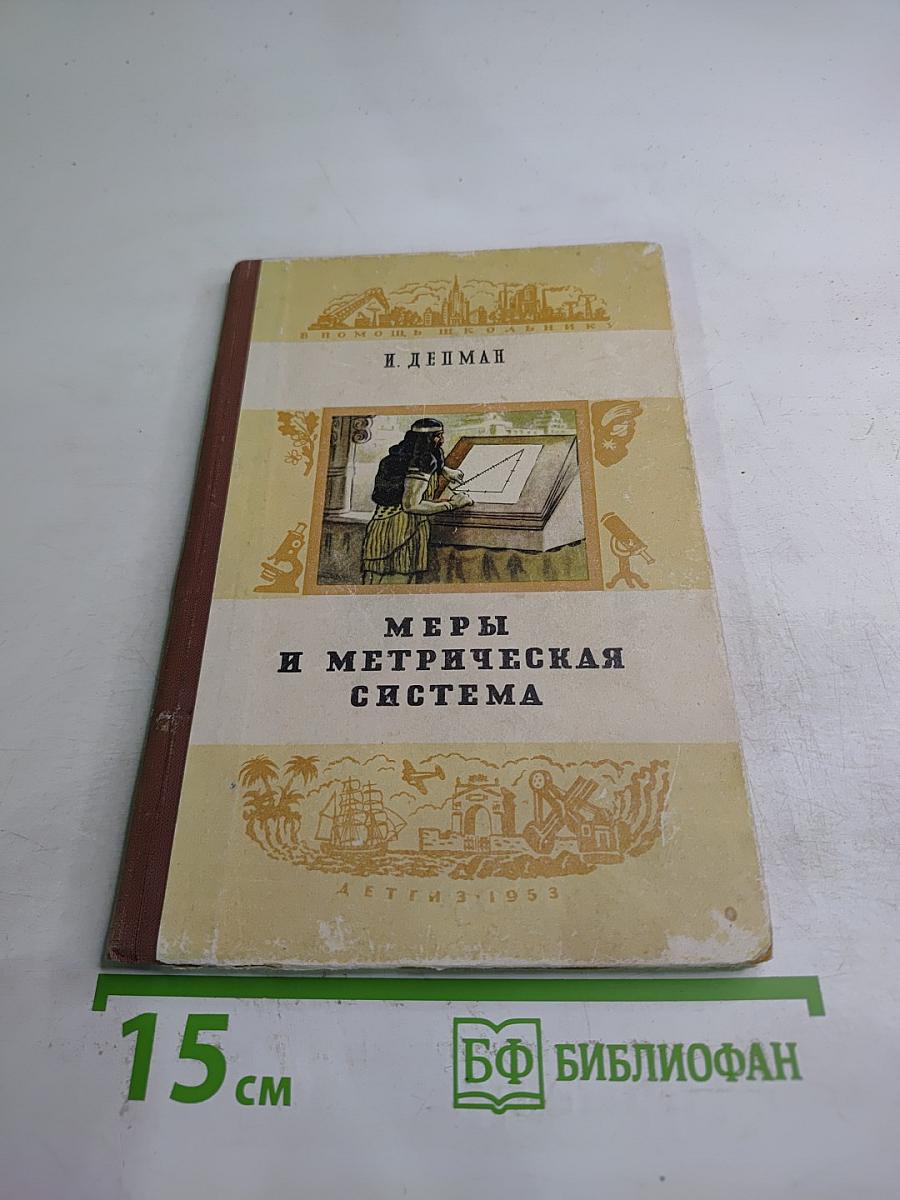 В ПОМОЩЬ ШКОЛЬНИКУ
И. ДЕПМАН
МЕРЫ
И МЕТРИЧЕСКАЯ
СИСТЕМА
ДЕТГИЗ · 1953
15 см
БФ БИБЛИОФАН